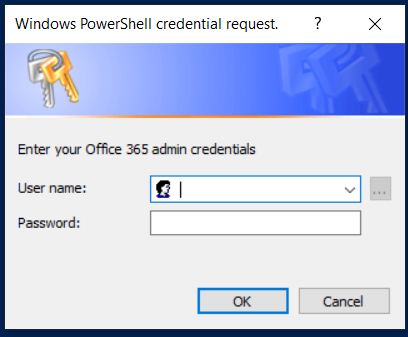 Windows PowerShell credential request. ? ×
Enter your Office 365 admin credentials
User name:
...
Password:
OK Cancel